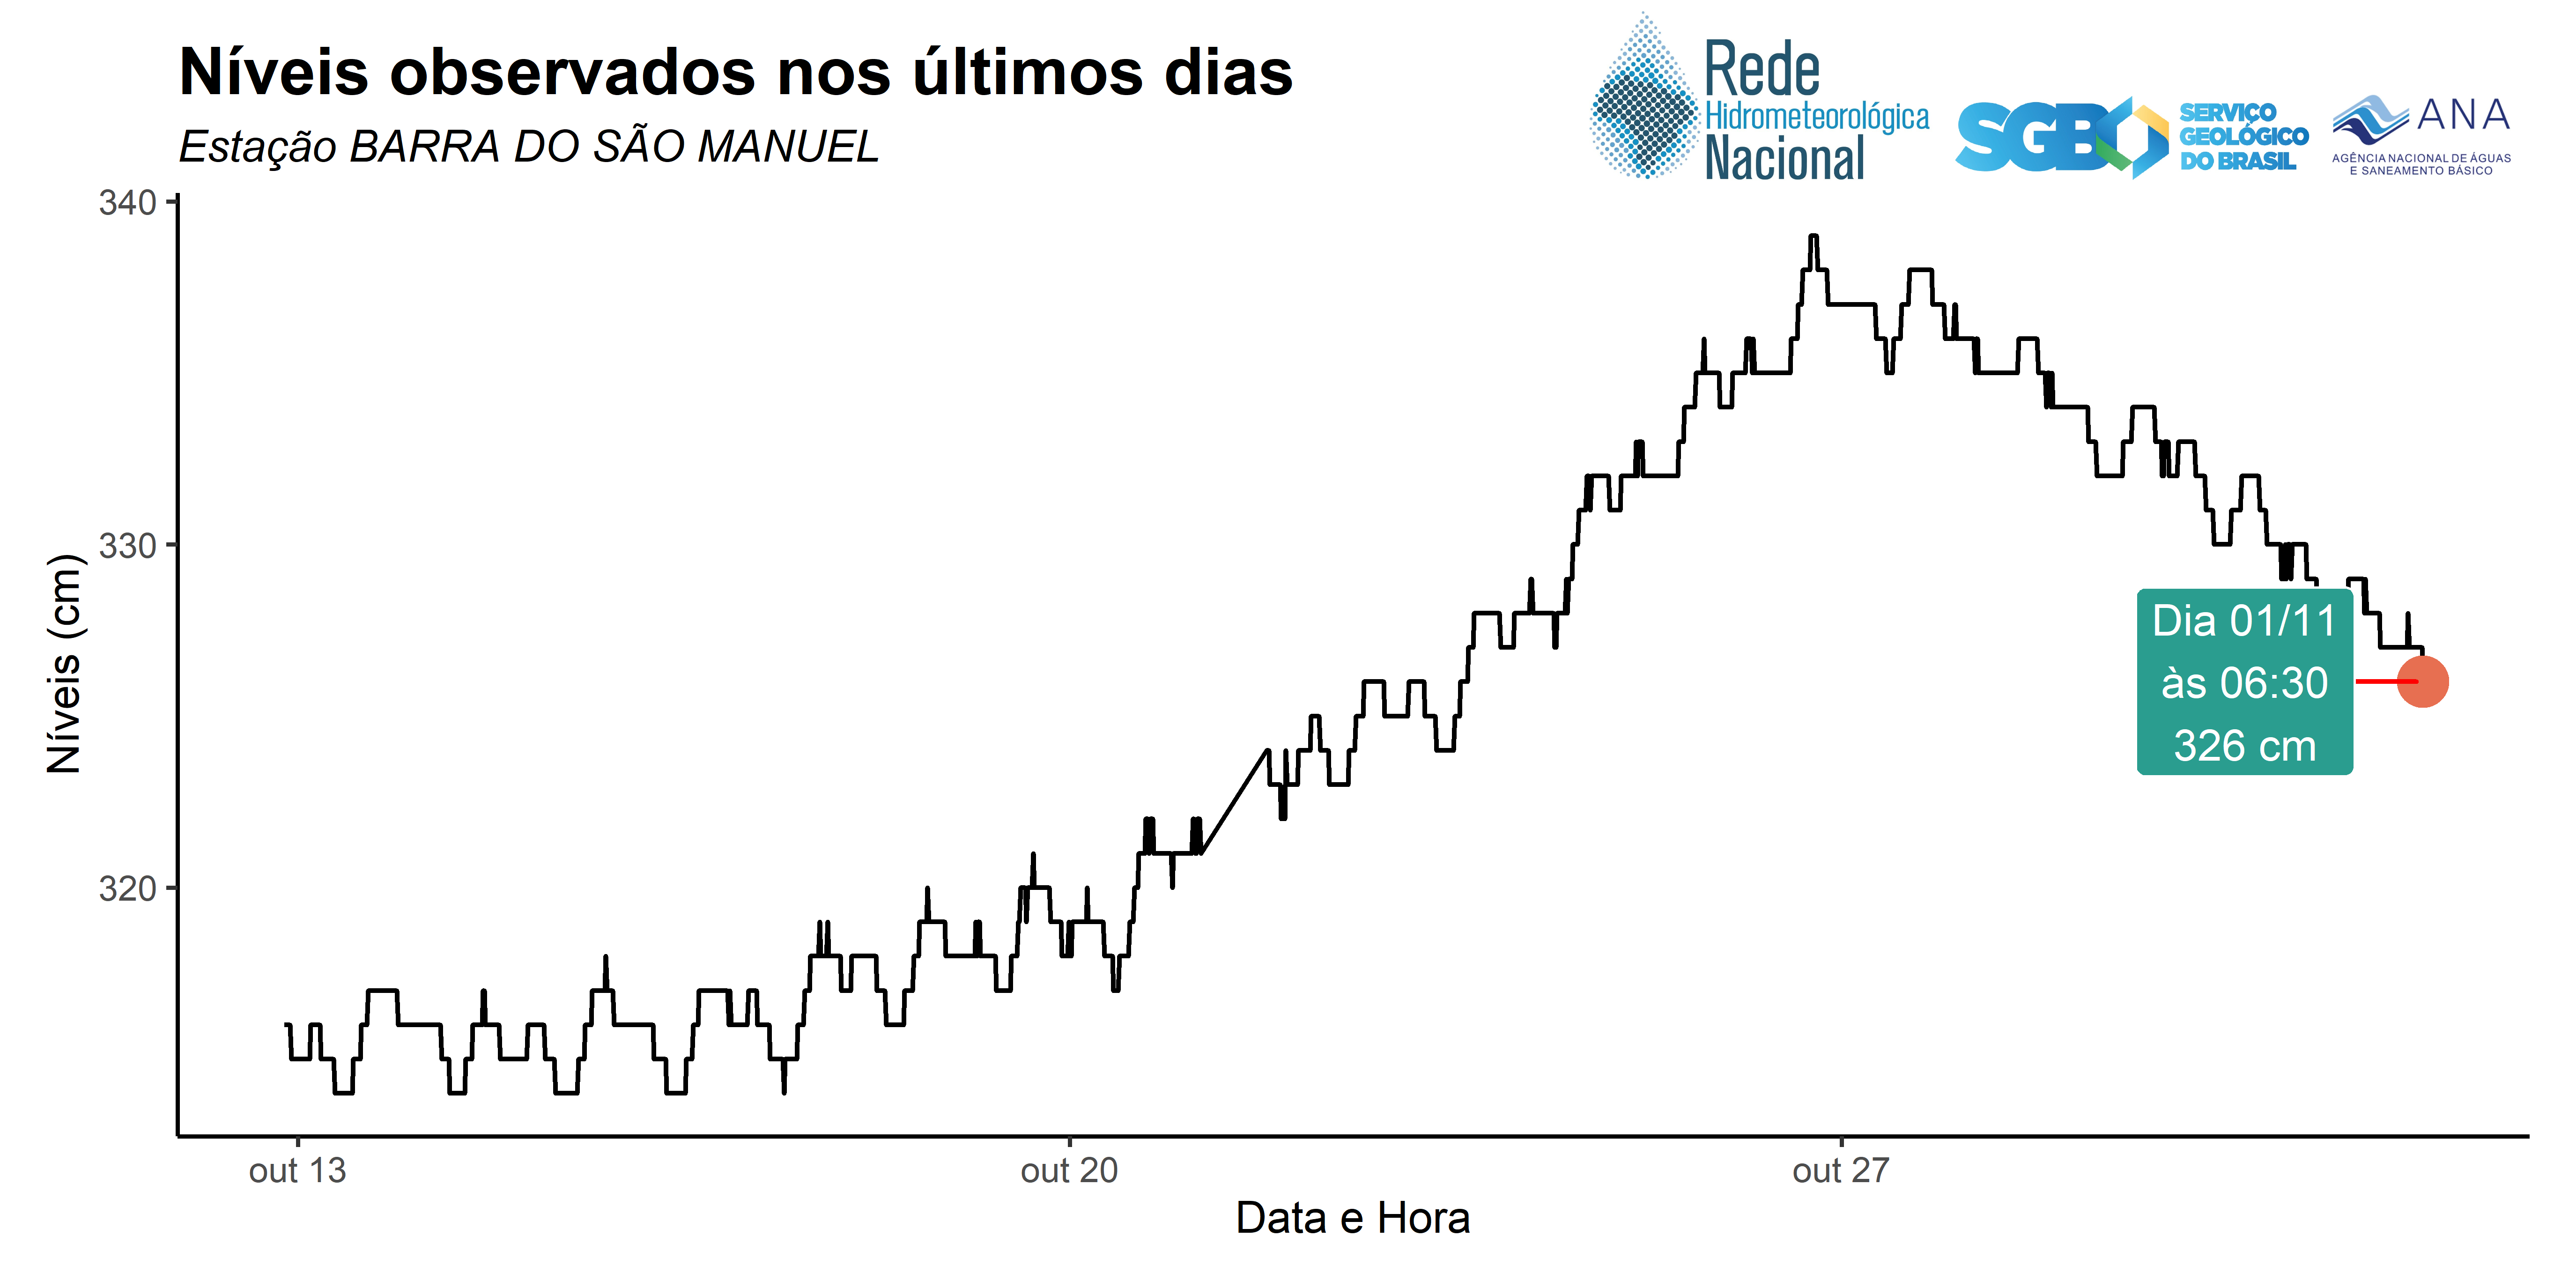 Níveis observados nos últimos dias
Estação BARRA DO SÃO MANUEL
Rede
Hidrometeorológica
Nacional
SGB
SERVIÇO
GEOLÓGICO
DO BRASIL
ANA
AGÊNCIA NACIONAL DE ÁGUAS
E SANEAMENTO BÁSICO
340
330
320
Níveis (cm)
Dia 01/11
às 06:30
326 cm
out 13
out 20
out 27
Data e Hora